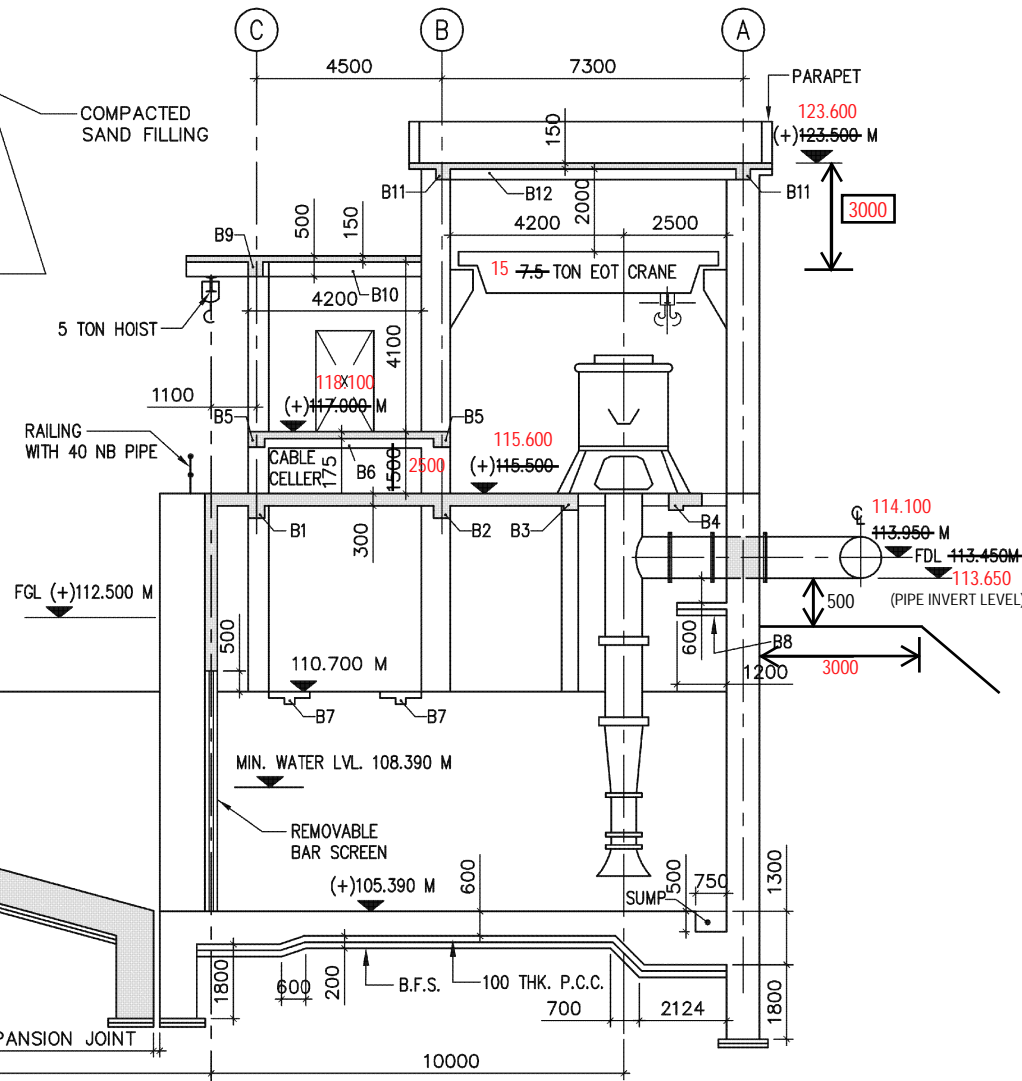 C
B
A
4500
7300
PARAPET
COMPACTED
SAND FILLING
123.600
(+)123.500 M
150
B11
B12
B11
2000
3000
500
150
4200
2500
B9
15 7.5 TON EOT CRANE
B10
4200
5 TON HOIST
4100
118.100
X
1100
(+)117.000 M
B5
B5
RAILING
WITH 40 NB PIPE
115.600
CABLE
CELLER
175
B6
1500
2500
(+)115.500
B1
B2
B3
B4
300
℄
114.100
113.950 M
FDL 113.450M
113.650
(PIPE INVERT LEVEL)
FGL (+)112.500 M
500
500
600
B8
110.700 M
3000
1200
B7
B7
MIN. WATER LVL. 108.390 M
REMOVABLE
BAR SCREEN
(+)105.390 M
600
500
750
1300
SUMP
1800
600
200
B.F.S.
100 THK. P.C.C.
700
2124
1800
PANSION JOINT
10000